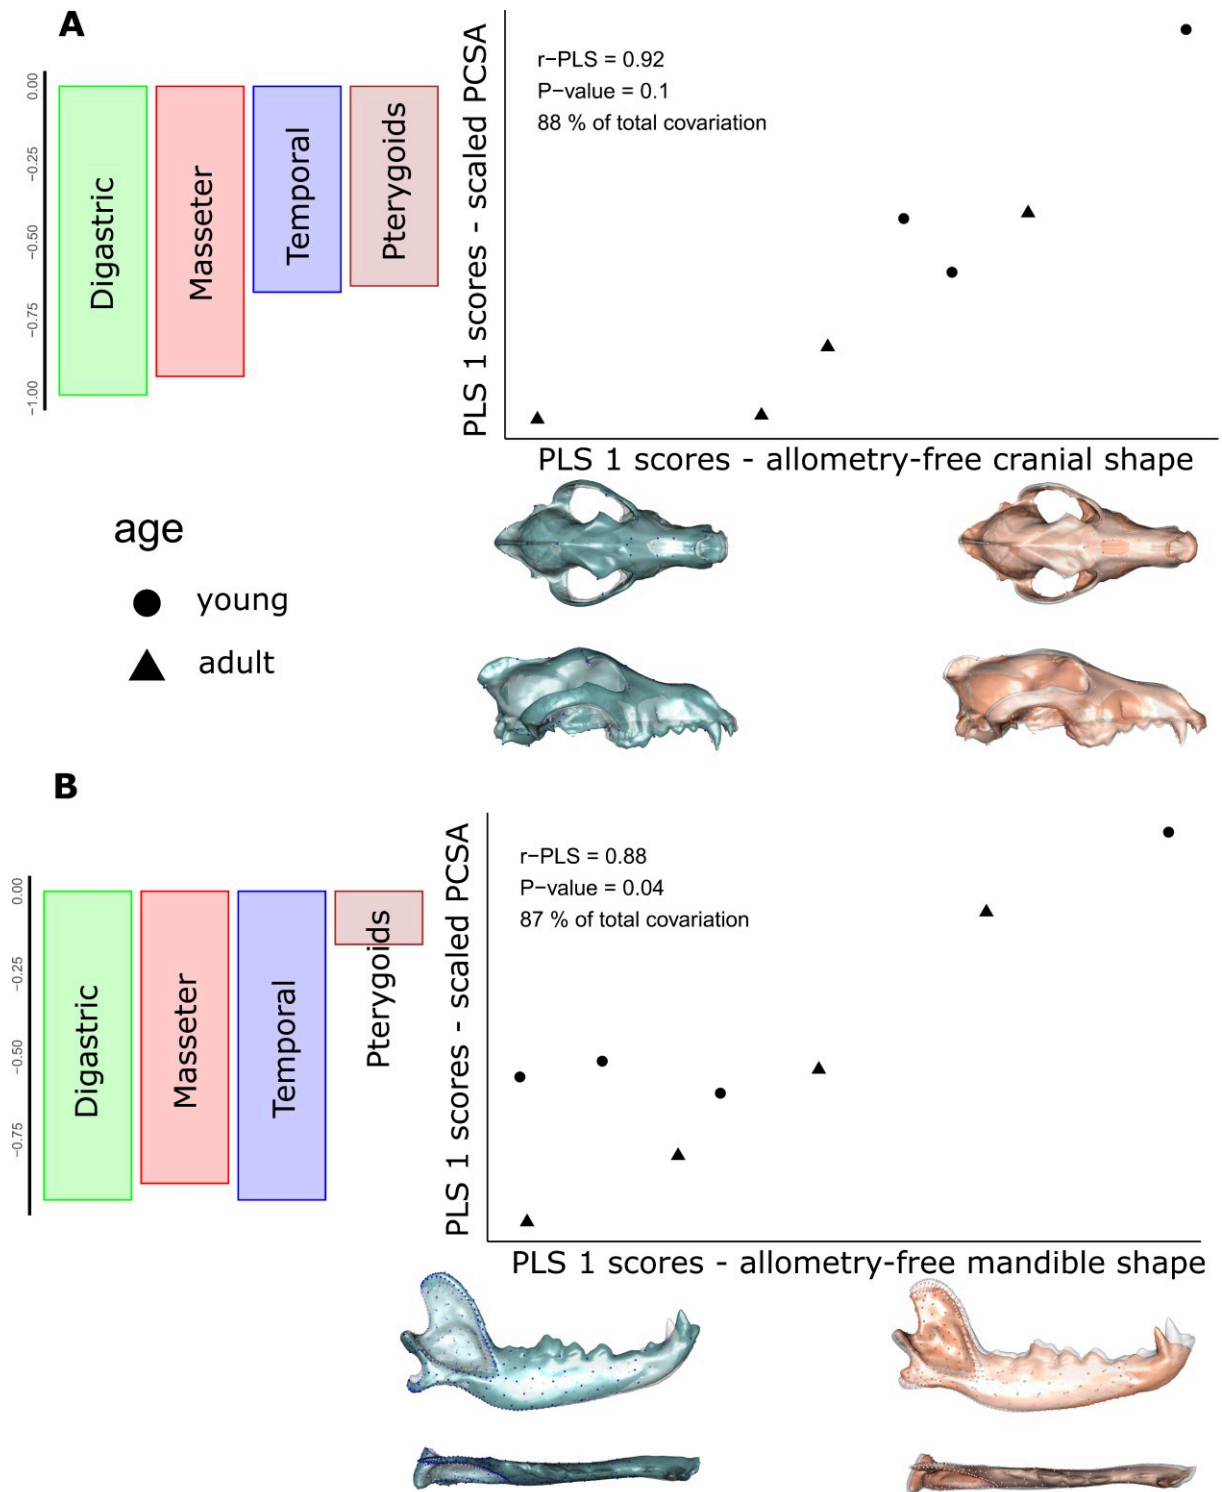 A
0.00
−0.25
−0.50
−0.75
−1.00
Digastric
Masseter
Temporal
Pterygoids
PLS 1 scores - scaled PCSA
r−PLS = 0.92
P−value = 0.1
88 % of total covariation
PLS 1 scores - allometry-free cranial shape
age
young
adult
B
0.00
−0.25
−0.50
−0.75
Digastric
Masseter
Temporal
Pterygoids
PLS 1 scores - scaled PCSA
r−PLS = 0.88
P−value = 0.04
87 % of total covariation
PLS 1 scores - allometry-free mandible shape